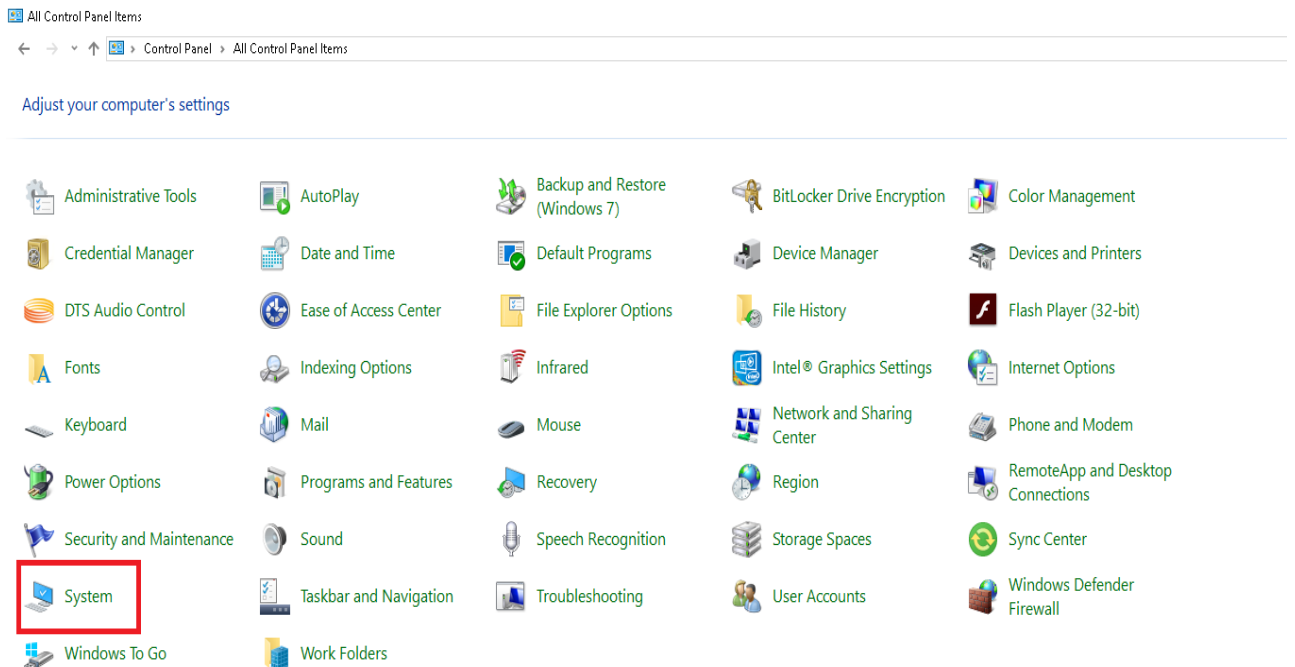 All Control Panel Items
Control Panel > All Control Panel Items
Adjust your computer's settings
Administrative Tools
AutoPlay
Backup and Restore
(Windows 7)
BitLocker Drive Encryption
Color Management
Credential Manager
Date and Time
Default Programs
Device Manager
Devices and Printers
DTS Audio Control
Ease of Access Center
File Explorer Options
File History
Flash Player (32-bit)
Fonts
Indexing Options
Infrared
Intel® Graphics Settings
Internet Options
Keyboard
Mail
Mouse
Network and Sharing
Center
Phone and Modem
Power Options
Programs and Features
Recovery
Region
RemoteApp and Desktop
Connections
Security and Maintenance
Sound
Speech Recognition
Storage Spaces
Sync Center
System
Taskbar and Navigation
Troubleshooting
User Accounts
Windows Defender
Firewall
Windows To Go
Work Folders